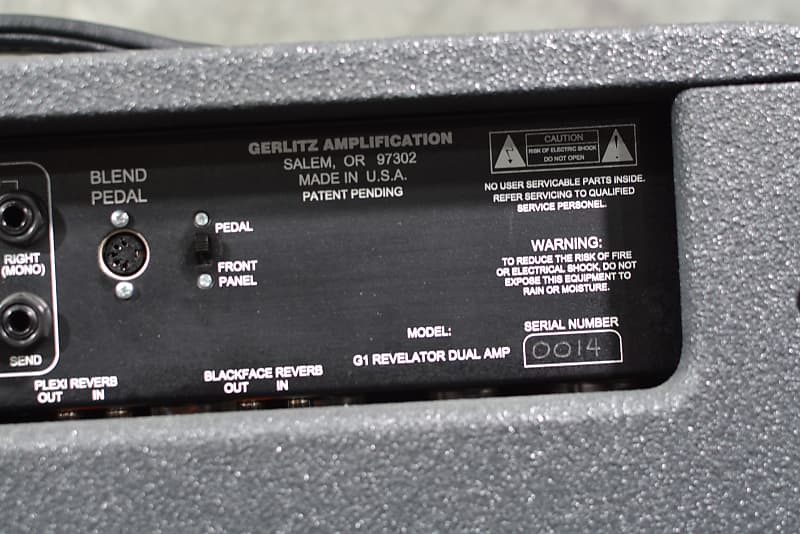 GERLITZ AMPLIFICATION
SALEM, OR 97302
MADE IN U.S.A.
PATENT PENDING
CAUTION
RISK OF ELECTRIC SHOCK
DO NOT OPEN
NO USER SERVICABLE PARTS INSIDE.
REFER SERVICING TO QUALIFIED
SERVICE PERSONEL.
BLEND
PEDAL
PEDAL
FRONT
PANEL
RIGHT
(MONO)
SEND
WARNING:
TO REDUCE THE RISK OF FIRE
OR ELECTRICAL SHOCK, DO NOT
EXPOSE THIS EQUIPMENT TO
RAIN OR MOISTURE.
MODEL:
G1 REVELATOR DUAL AMP
SERIAL NUMBER
0014
PLEXI REVERB
OUT IN
BLACKFACE REVERB
OUT IN